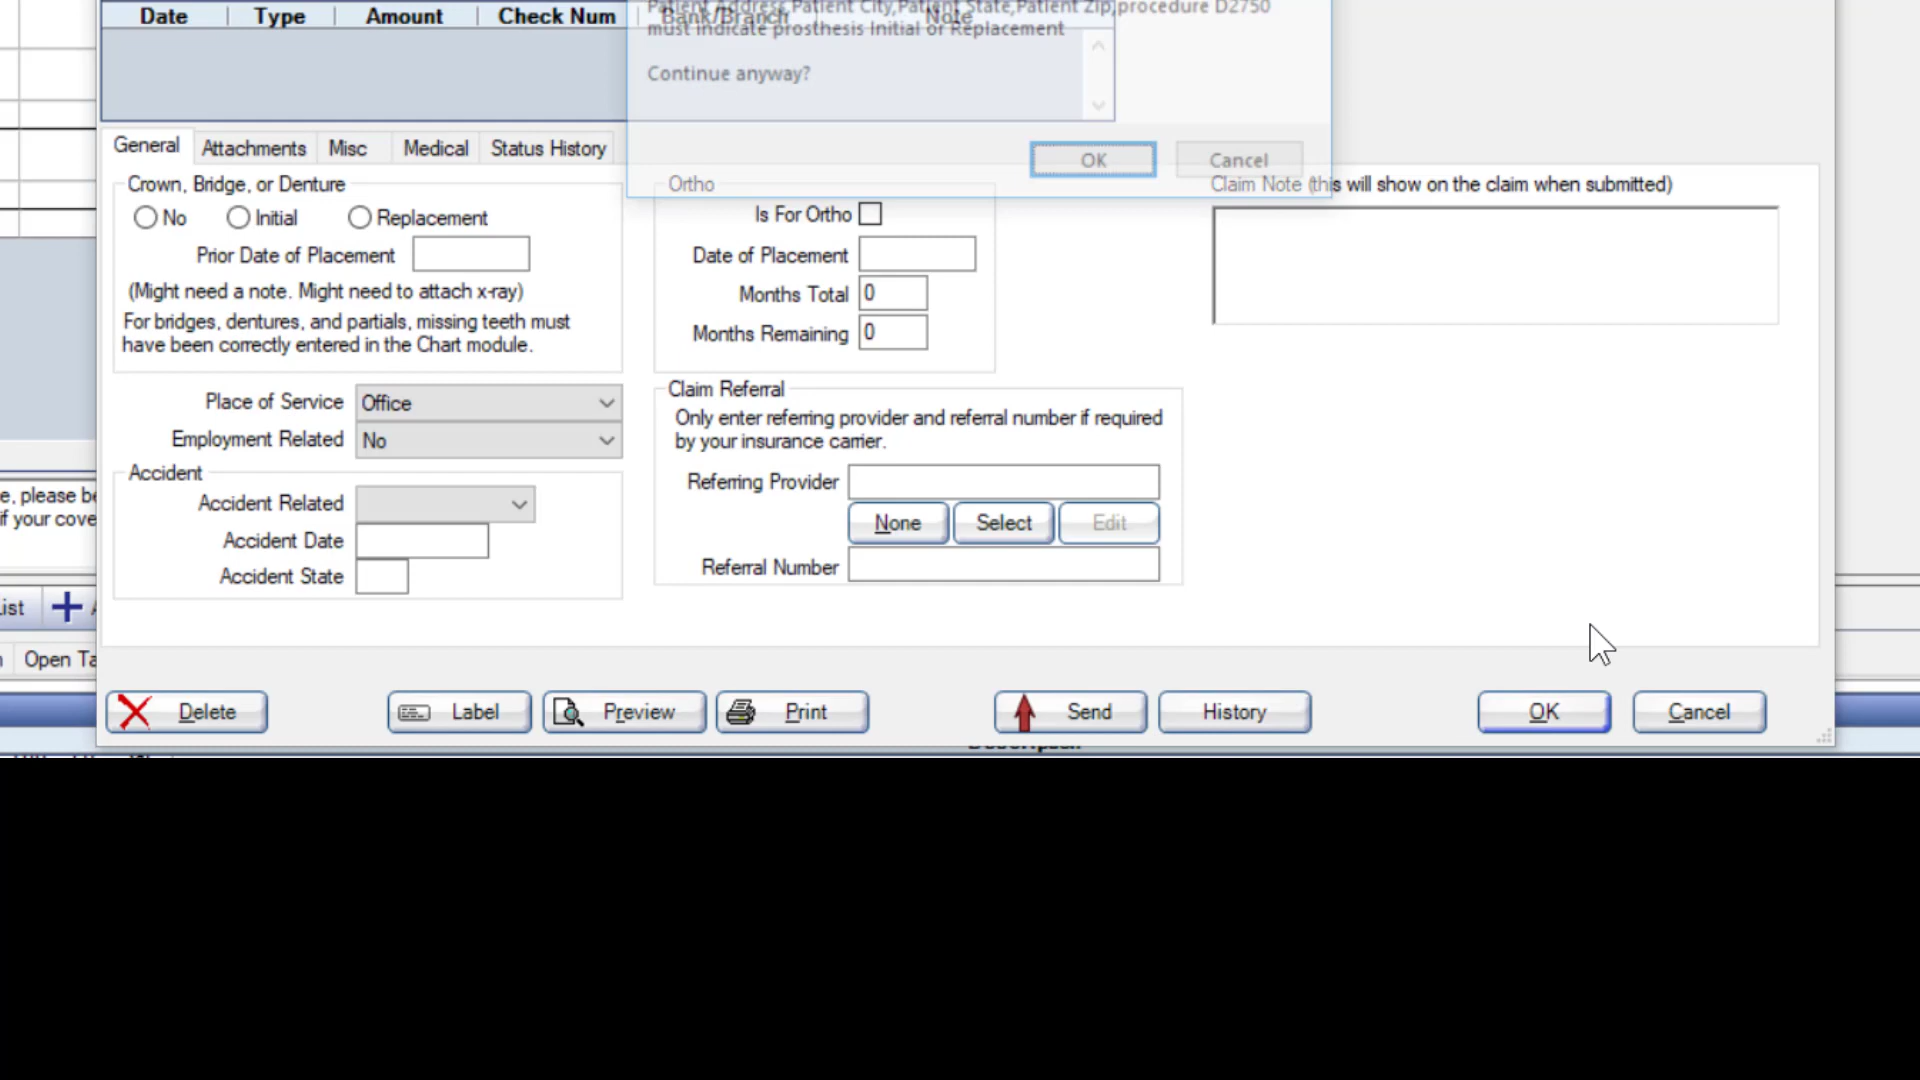 Date Type Amount Check Num Bank/Branch Note
Patient Address,Patient City,Patient State,Patient Zip,procedure D2750
must indicate prosthesis Initial or Replacement
Continue anyway?
OK Cancel
General Attachments Misc Medical Status History
Crown, Bridge, or Denture
No Initial Replacement
Prior Date of Placement
(Might need a note. Might need to attach x-ray)
For bridges, dentures, and partials, missing teeth must
have been correctly entered in the Chart module.
Ortho
Is For Ortho
Date of Placement
Months Total 0
Months Remaining 0
Claim Note (this will show on the claim when submitted)
Place of Service Office
Employment Related No
Accident
Accident Related
Accident Date
Accident State
Claim Referral
Only enter referring provider and referral number if required
by your insurance carrier.
Referring Provider
None Select Edit
Referral Number
e, please be
if your cove
ist
Open Ta
Delete Label Preview Print Send History OK Cancel